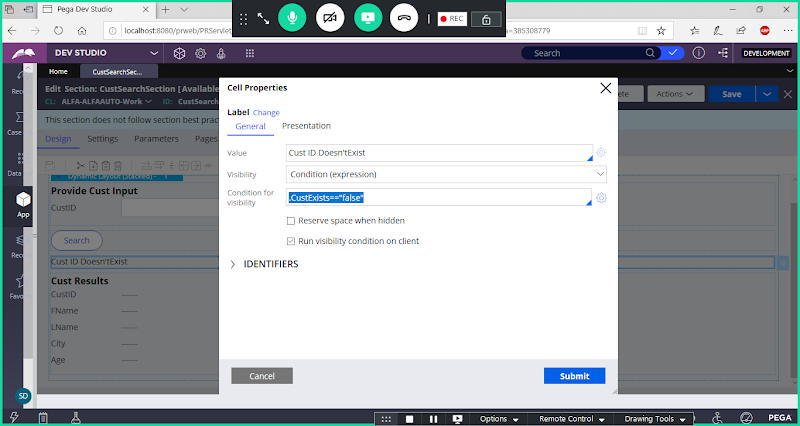 Pega Dev Studio
REC
localhost:8080/prweb/PRServlet
=385308779
DEV STUDIO
Search
DEVELOPMENT
Home
CustSearchSec...
Edit Section: CustSearchSection [Available
CL: ALFA-ALFAAUTO-Work ID: CustSearch
Actions
Save
This section does not follow section best prac
Design Settings Parameters Pages
Case
Data
App
Reco
Favo
SD
Provide Cust Input
CustID
Search
Cust ID Doesn'tExist
Cust Results
CustID ------
FName ------
LName ------
City ------
Age ------
Cell Properties
Label Change
General Presentation
Value Cust ID Doesn'tExist
Visibility Condition (expression)
Condition for visibility .CustExists=="false"
Reserve space when hidden
Run visibility condition on client
IDENTIFIERS
Cancel Submit
Options Remote Control Drawing Tools
PEGA